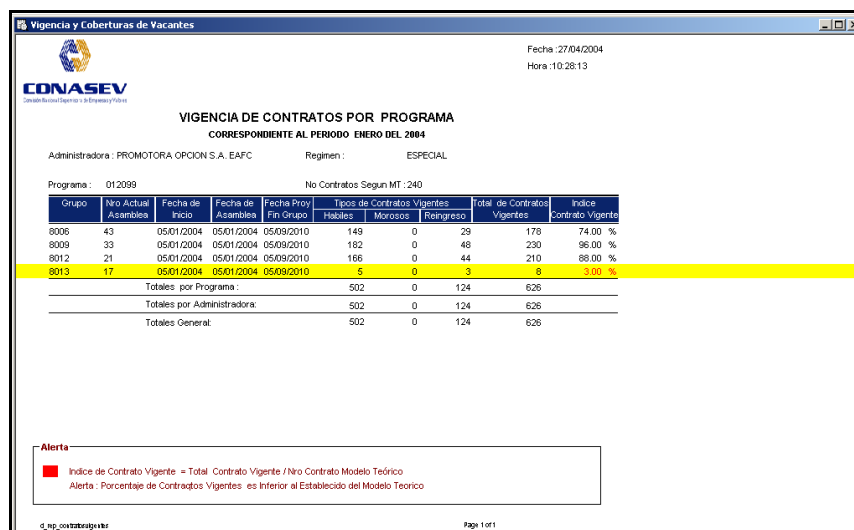 Vigencia y Coberturas de Vacantes
Fecha :27/04/2004
Hora :10:28:13
CONASEV
VIGENCIA DE CONTRATOS POR PROGRAMA
CORRESPONDIENTE AL PERIODO ENERO DEL 2004
Administradora : PROMOTORA OPCION S.A. EAFC Regimen : ESPECIAL
Programa : 012099 No Contratos Segun MT : 240
Grupo Nro Actual Asamblea Fecha de Inicio Fecha de Asamblea Fecha Proy Fin Grupo Tipos de Contratos Vigentes Habiles Morosos Reingreso Total de Contratos Vigentes Indice Contrato Vigente
8006 43 05/01/2004 05/01/2004 05/09/2010 149 0 29 178 74.00 %
8009 33 05/01/2004 05/01/2004 05/09/2010 182 0 48 230 96.00 %
8012 21 05/01/2004 05/01/2004 05/09/2010 166 0 44 210 88.00 %
8013 17 05/01/2004 05/01/2004 05/09/2010 5 0 3 8 3.00 %
Totales por Programa : 502 0 124 626
Totales por Administradora: 502 0 124 626
Totales General: 502 0 124 626
Alerta
Indice de Contrato Vigente = Total Contrato Vigente / Nro Contrato Modelo Teórico
Alerta : Porcentaje de Contraqtos Vigentes es Inferior al Establecido del Modelo Teorico
d_rep_contratosvigentes Page 1 of 1